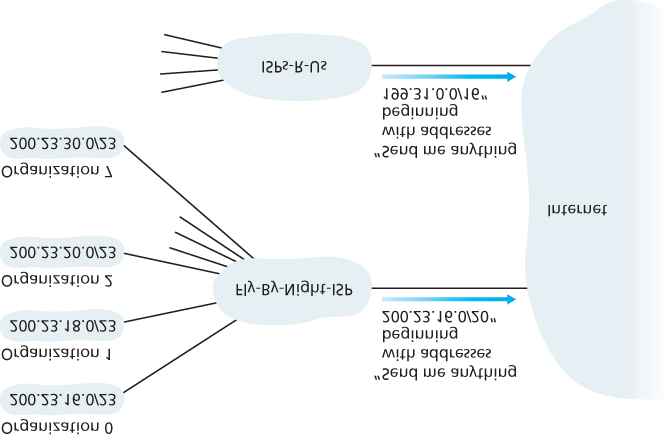 Organization 0
200.23.16.0/23
Organization 1
200.23.18.0/23
Organization 2
200.23.20.0/23
Organization 7
200.23.30.0/23
Fly-By-Night-ISP
“Send me anything
with addresses
beginning
200.23.16.0/20”
Internet
“Send me anything
with addresses
beginning
199.31.0.0/16”
ISPs-R-Us